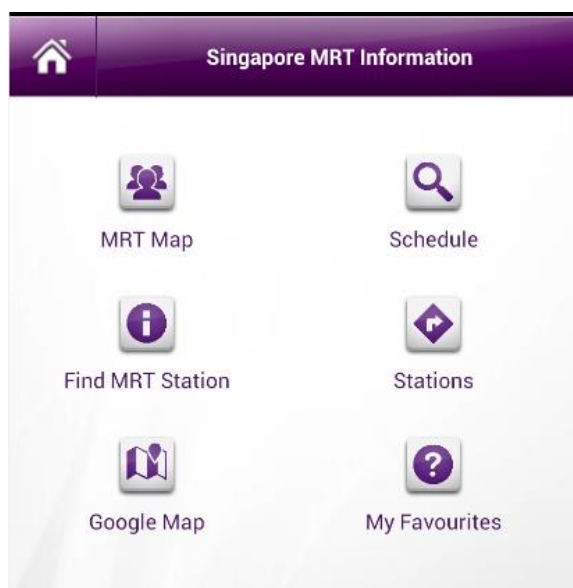 Singapore MRT Information
MRT Map
Schedule
Find MRT Station
Stations
Google Map
My Favourites